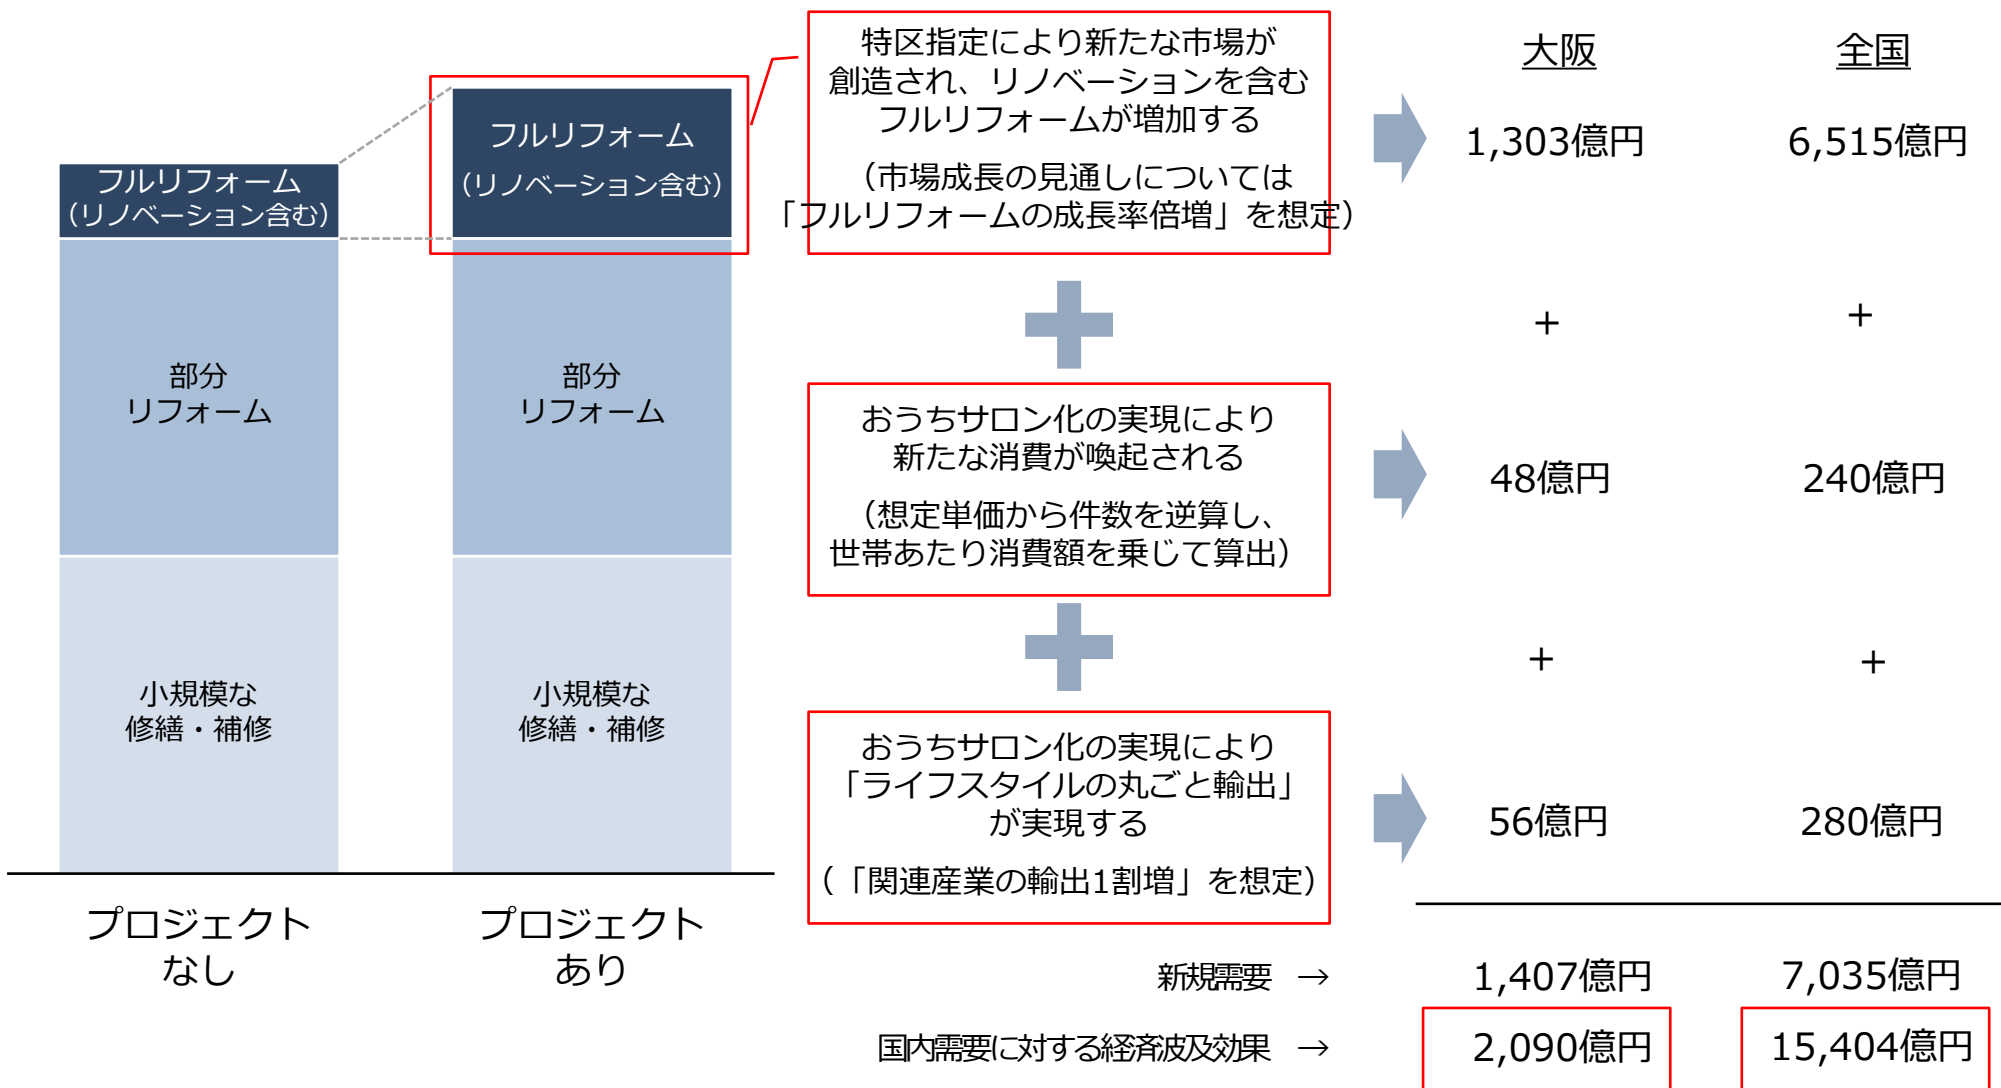 フルリフォーム
（リノベーション含む）
部分
リフォーム
小規模な
修繕・補修
プロジェクト
なし
フルリフォーム
（リノベーション含む）
部分
リフォーム
小規模な
修繕・補修
プロジェクト
あり
特区指定により新たな市場が
創造され、リノベーションを含む
フルリフォームが増加する
（市場成長の見通しについては
「フルリフォームの成長率倍増」を想定）
おうちサロン化の実現により
新たな消費が喚起される
（想定単価から件数を逆算し、
世帯あたり消費額を乗じて算出）
おうちサロン化の実現により
「ライフスタイルの丸ごと輸出」
が実現する
（「関連産業の輸出1割増」を想定）
大阪 全国
1,303億円 6,515億円
+ +
48億円 240億円
+ +
56億円 280億円
新規需要 → 1,407億円 7,035億円
国内需要に対する経済波及効果 → 2,090億円 15,404億円